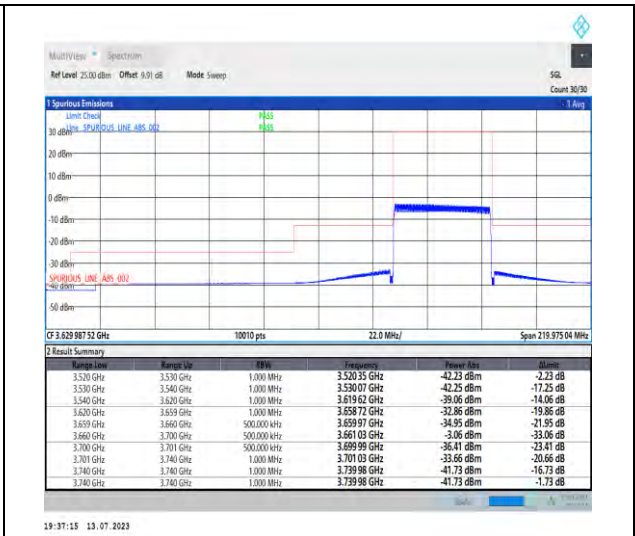 MultiView Spectrum
Ref Level 25.00 dBm Offset 9.91 dB Mode Sweep SGL
Count 30/30
1 Spurious Emissions 1 Avg
Limit Check PASS
Line SPURIOUS_LINE_ABS_002 PASS
30 dBm
20 dBm
10 dBm
0 dBm
-10 dBm
-20 dBm
-30 dBm
SPURIOUS_LINE_ABS_002
-40 dBm
-50 dBm
CF 3.629 987 52 GHz 10010 pts 22.0 MHz/ Span 219.975 04 MHz
2 Result Summary
Range Low Range Up RBW Frequency Power Abs ΔLimit
3.520 GHz 3.530 GHz 1.000 MHz 3.520 35 GHz -42.23 dBm -2.23 dB
3.530 GHz 3.540 GHz 1.000 MHz 3.530 07 GHz -42.25 dBm -17.25 dB
3.540 GHz 3.620 GHz 1.000 MHz 3.619 62 GHz -39.06 dBm -14.06 dB
3.620 GHz 3.659 GHz 1.000 MHz 3.658 72 GHz -32.86 dBm -19.86 dB
3.659 GHz 3.660 GHz 500.000 kHz 3.659 97 GHz -34.95 dBm -21.95 dB
3.660 GHz 3.700 GHz 500.000 kHz 3.661 03 GHz -3.06 dBm -33.06 dB
3.700 GHz 3.701 GHz 500.000 kHz 3.699 99 GHz -36.41 dBm -23.41 dB
3.701 GHz 3.740 GHz 1.000 MHz 3.701 03 GHz -33.66 dBm -20.66 dB
3.740 GHz 3.740 GHz 1.000 MHz 3.739 98 GHz -41.73 dBm -16.73 dB
3.740 GHz 3.740 GHz 1.000 MHz 3.739 98 GHz -41.73 dBm -1.73 dB
19:37:15 13.07.2023